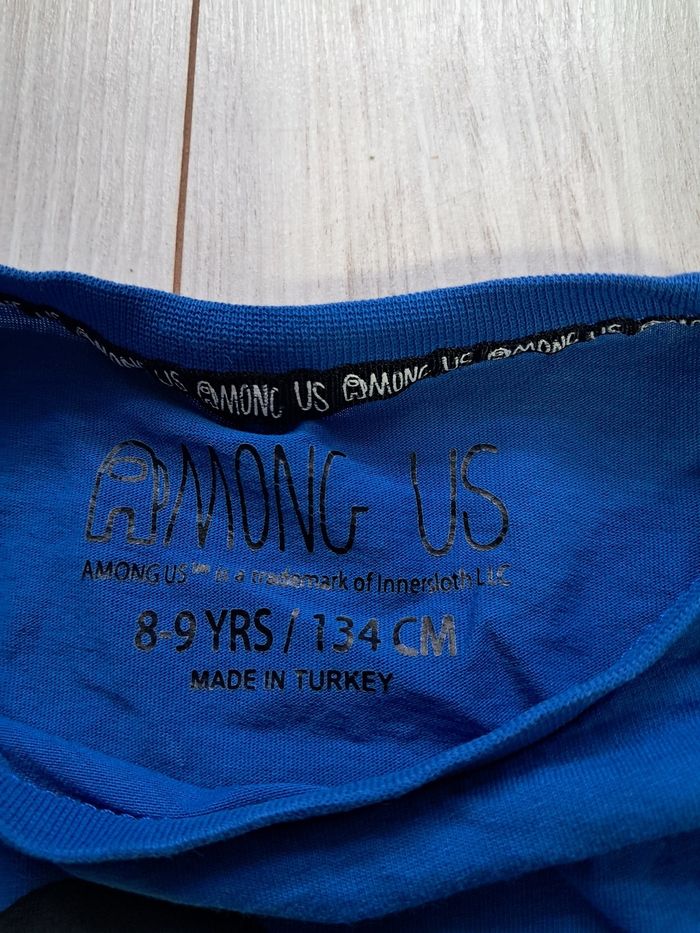 US AMONG US AMONG US AMONG US
AMONG US
AMONG US™ is a trademark of Innersloth LLC
8-9 YRS / 134 CM
MADE IN TURKEY